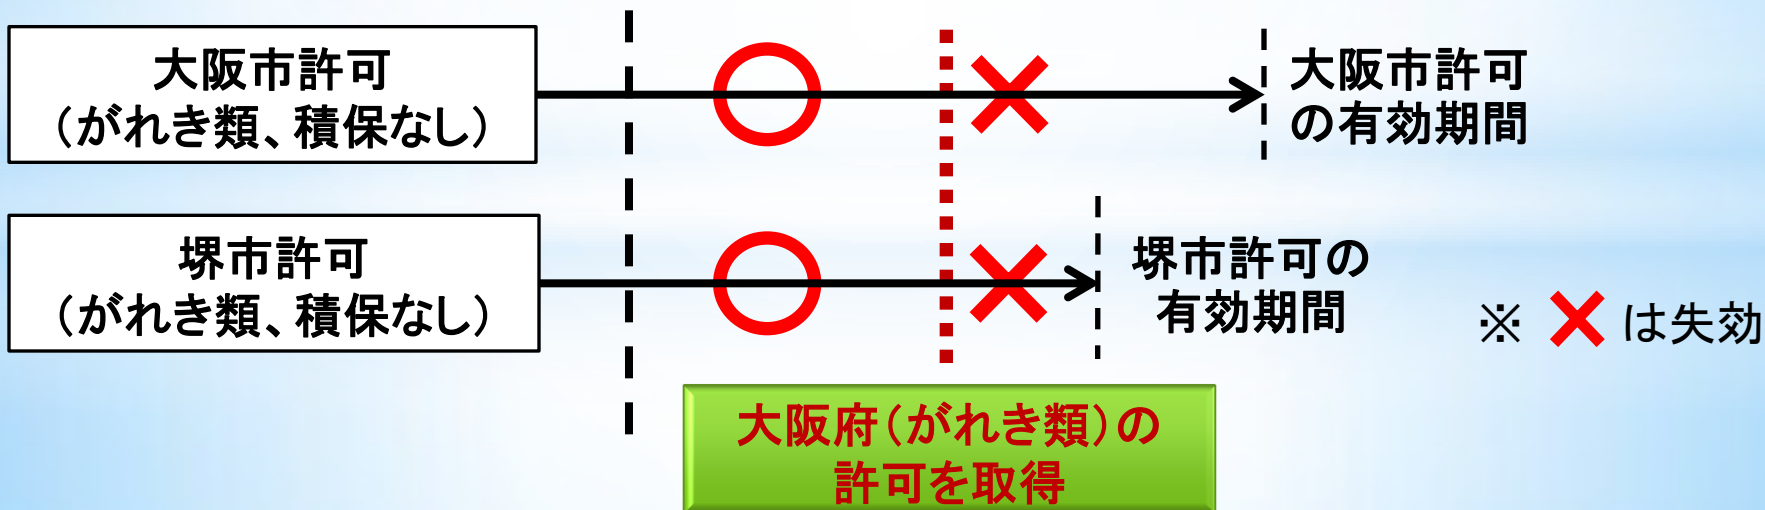 大阪市許可
（がれき類、積保なし）
大阪市許可
の有効期間
堺市許可
（がれき類、積保なし）
堺市許可の
有効期間
※ × は失効
大阪府（がれき類）の
許可を取得